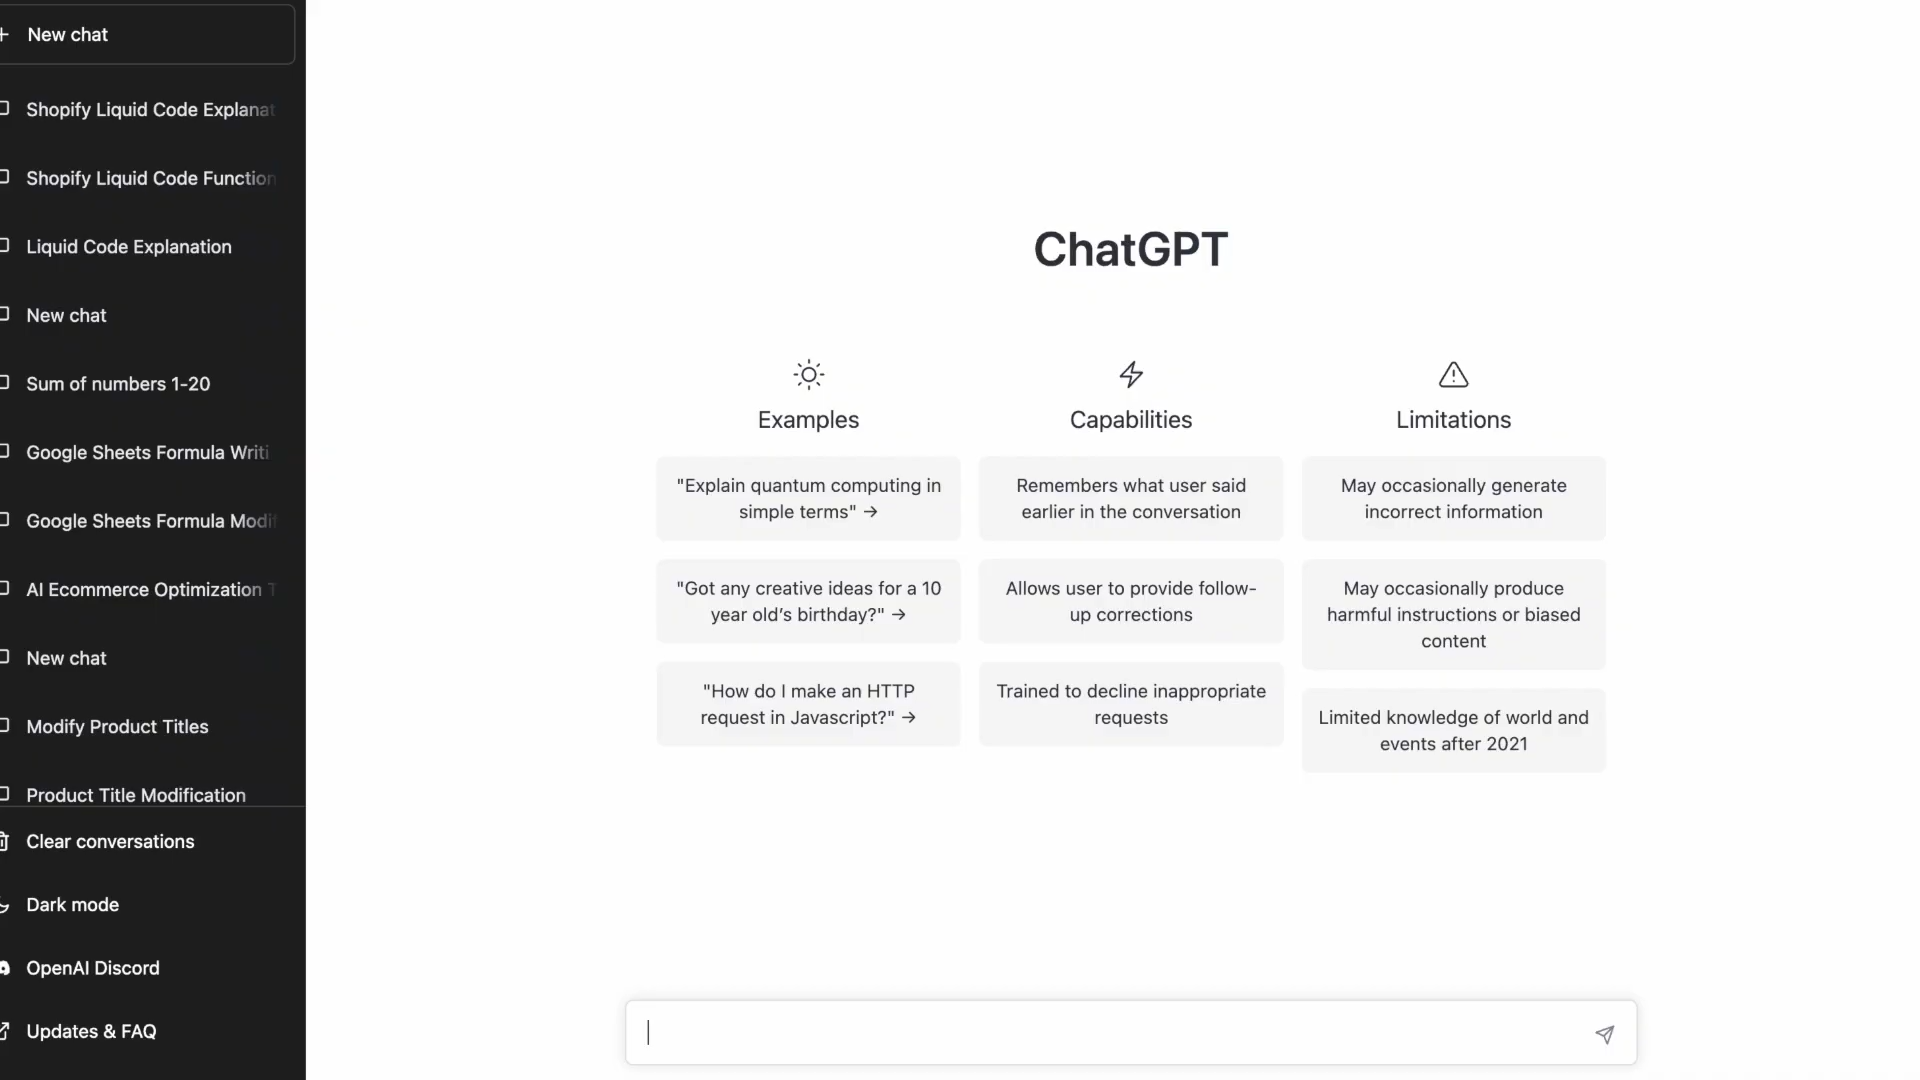 New chat
Shopify Liquid Code Explanat
Shopify Liquid Code Function
Liquid Code Explanation
New chat
Sum of numbers 1-20
Google Sheets Formula Writi
Google Sheets Formula Modif
AI Ecommerce Optimization T
New chat
Modify Product Titles
Product Title Modification
Clear conversations
Dark mode
OpenAI Discord
Updates & FAQ
ChatGPT
Examples
"Explain quantum computing in
simple terms" →
"Got any creative ideas for a 10
year old’s birthday?" →
"How do I make an HTTP
request in Javascript?" →
Capabilities
Remembers what user said
earlier in the conversation
Allows user to provide follow-
up corrections
Trained to decline inappropriate
requests
Limitations
May occasionally generate
incorrect information
May occasionally produce
harmful instructions or biased
content
Limited knowledge of world and
events after 2021